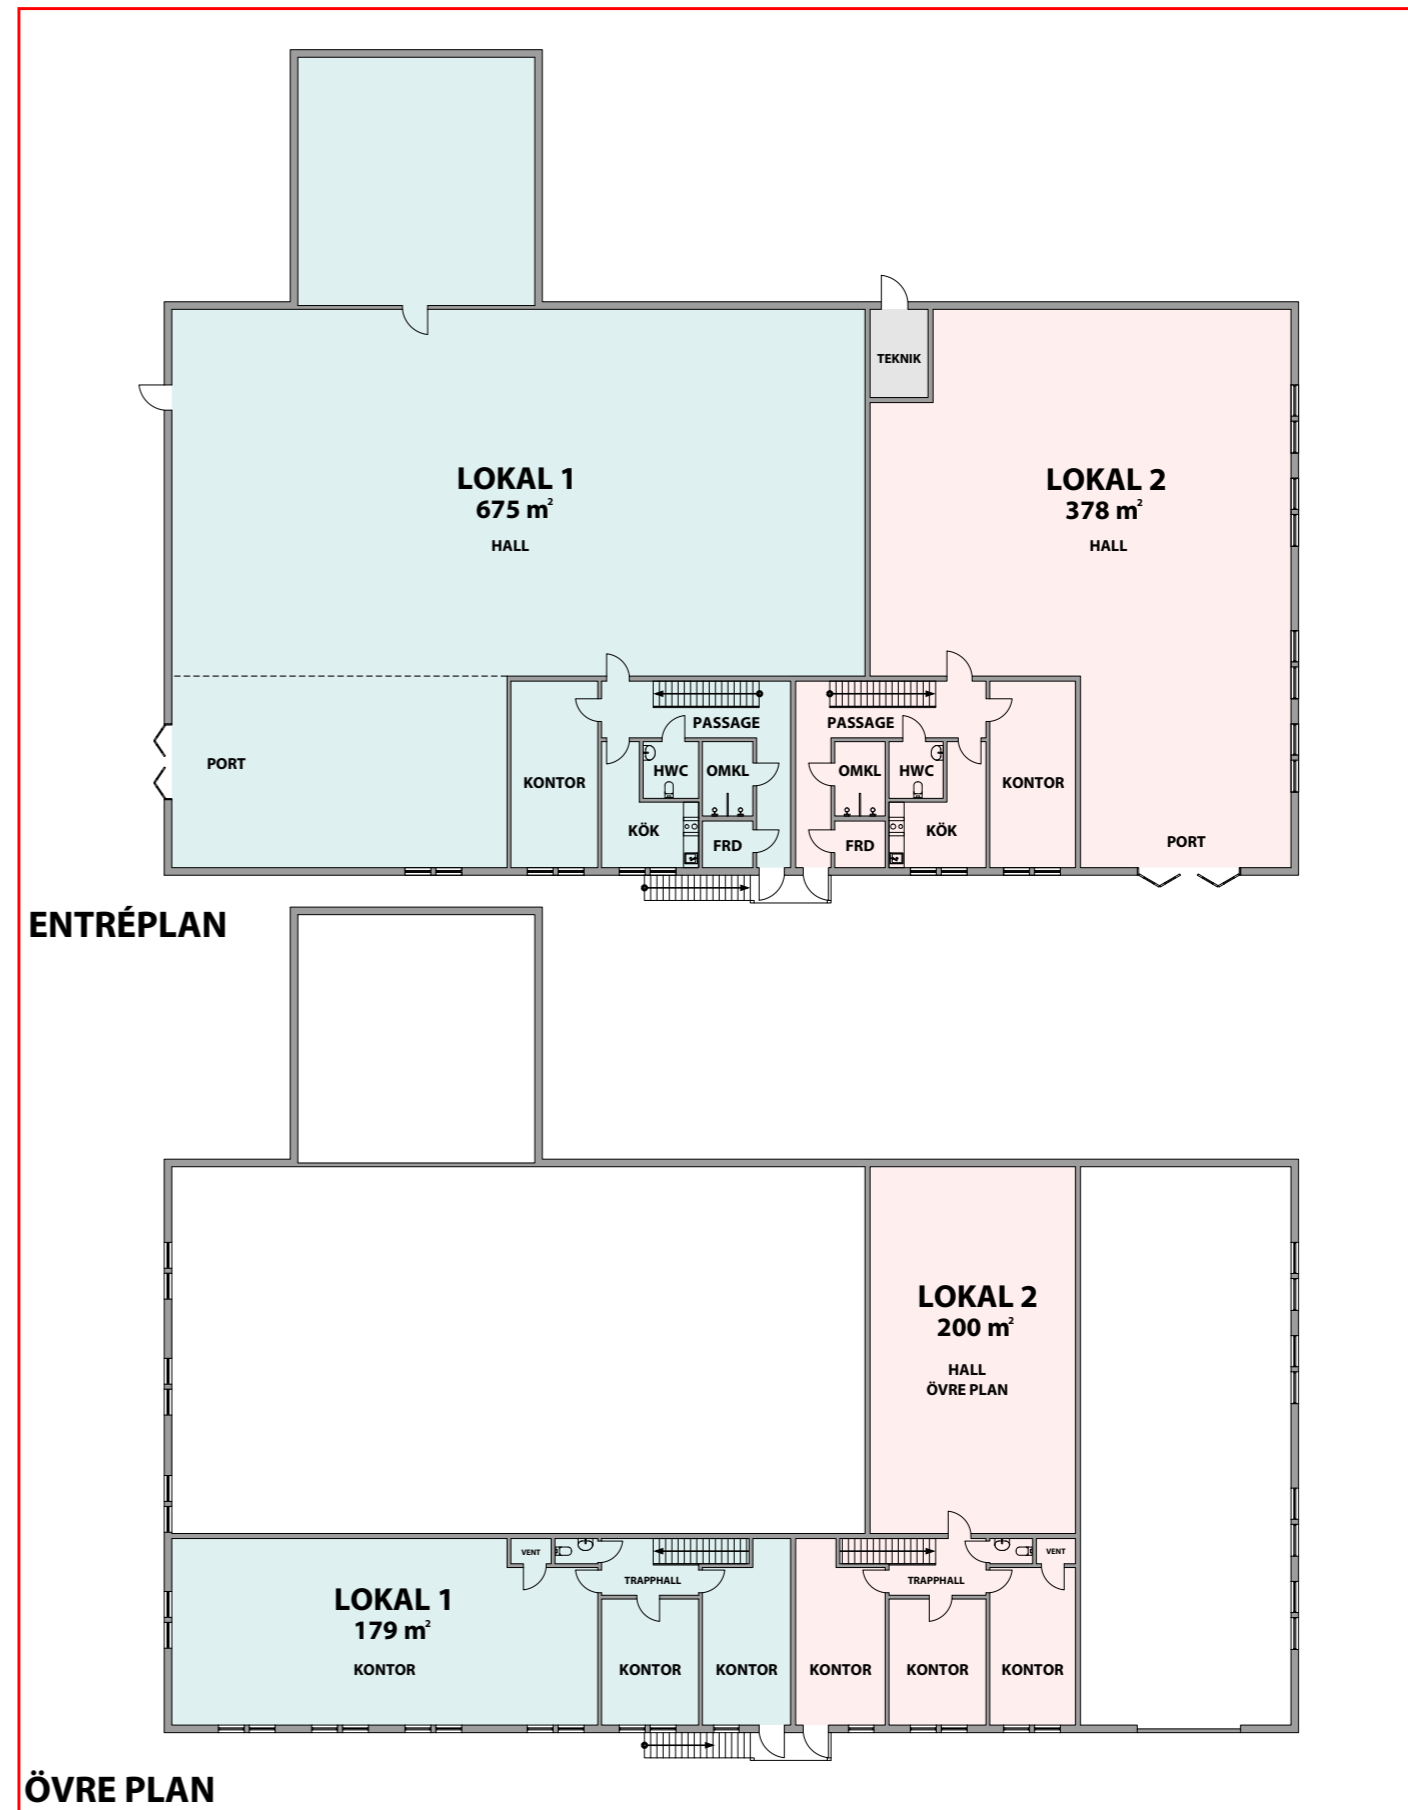 TEKNIK
LOKAL 1
675 m²
HALL
LOKAL 2
378 m²
HALL
PASSAGE
PASSAGE
PORT
KONTOR
HWC
OMKL
OMKL
HWC
KONTOR
KÖK
FRD
FRD
KÖK
PORT
ENTRÉPLAN
LOKAL 2
200 m²
HALL
ÖVRE PLAN
VENT
VENT
TRAPPHALL
TRAPPHALL
LOKAL 1
179 m²
KONTOR
KONTOR
KONTOR
KONTOR
KONTOR
KONTOR
ÖVRE PLAN